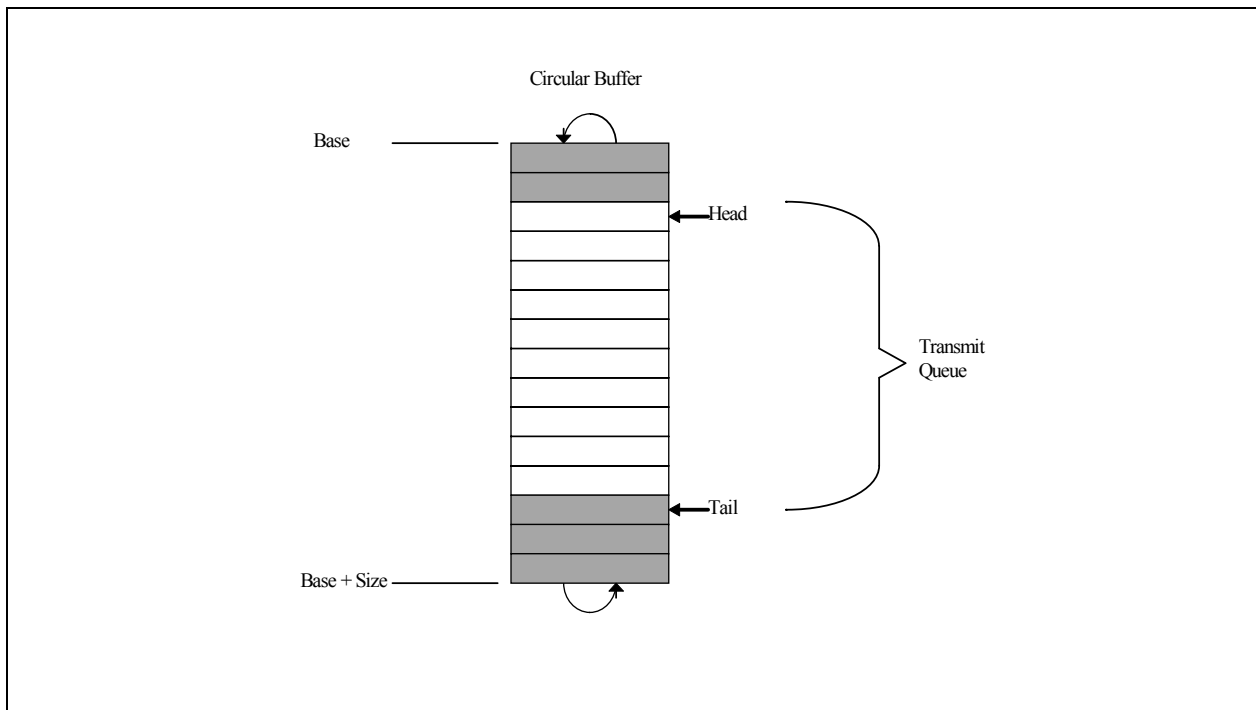 Circular Buffer
Base
Head
Transmit
Queue
Tail
Base + Size